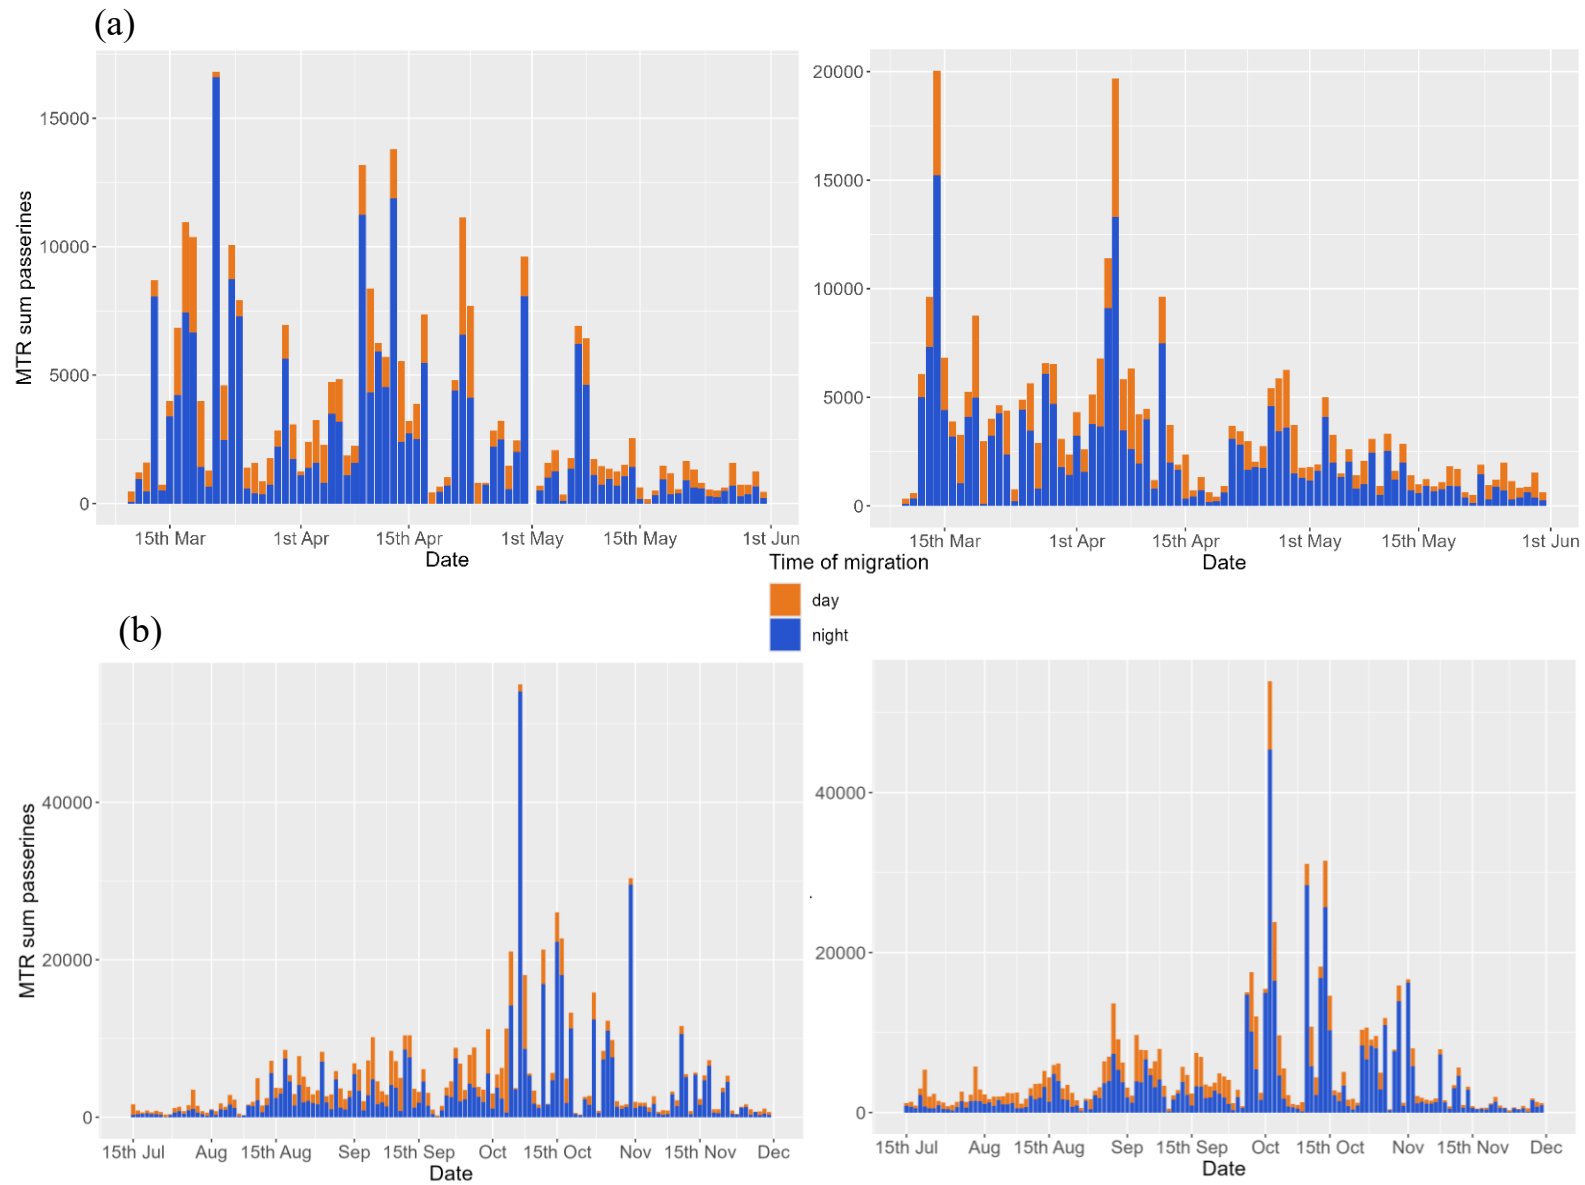 (a)
MTR sum passerines
15000
10000
5000
0
15th Mar 1st Apr 15th Apr 1st May 15th May 1st Jun
Date
20000
15000
10000
5000
0
15th Mar 1st Apr 15th Apr 1st May 15th May 1st Jun
Date
Time of migration
day
night
(b)
MTR sum passerines
40000
20000
0
15th Jul Aug 15th Aug Sep 15th Sep Oct 15th Oct Nov 15th Nov Dec
Date
40000
20000
0
15th Jul Aug 15th Aug Sep 15th Sep Oct 15th Oct Nov 15th Nov Dec
Date